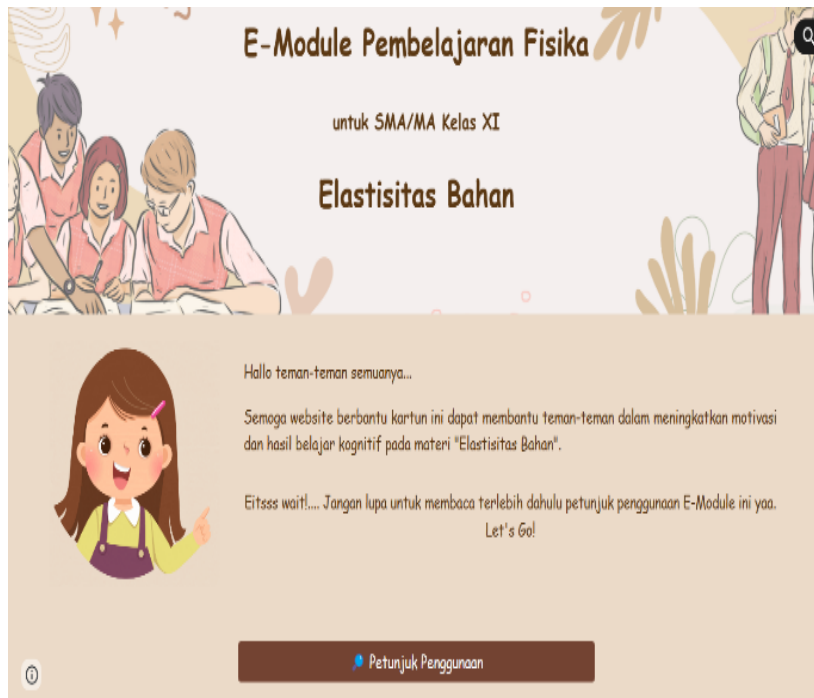 E-Module Pembelajaran Fisika
untuk SMA/MA Kelas XI
Elastisitas Bahan
Hallo teman-teman semuanya...
Semoga website berbantu kartun ini dapat membantu teman-teman dalam meningkatkan motivasi
dan hasil belajar kognitif pada materi "Elastisitas Bahan".
Eitsss wait!.... Jangan lupa untuk membaca terlebih dahulu petunjuk penggunaan E-Module ini yaa.
Let's Go!
Petunjuk Penggunaan